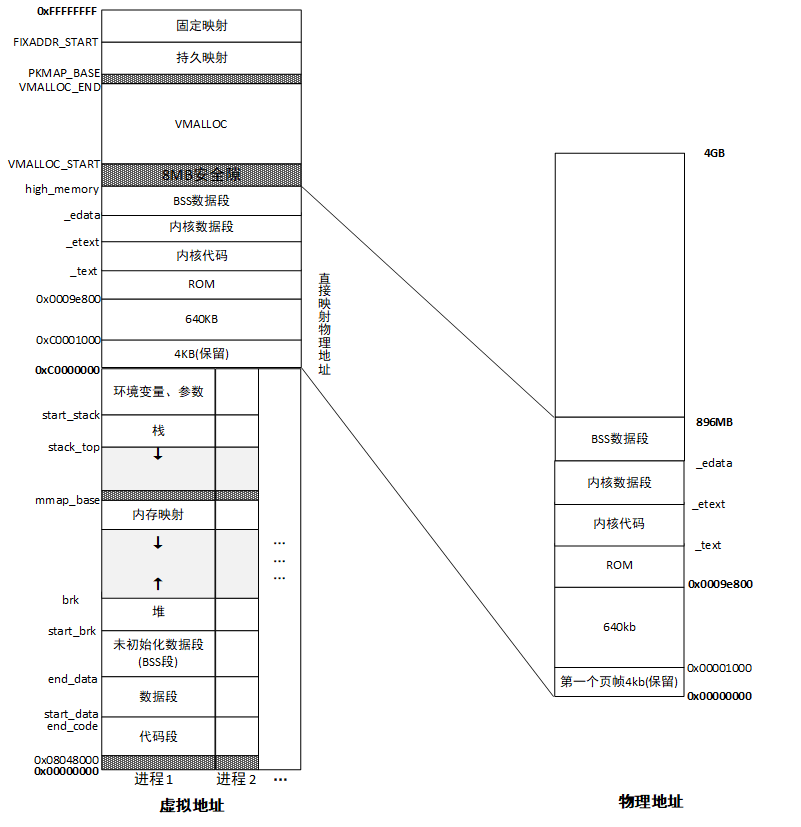 0xFFFFFFFF
固定映射
FIXADDR_START
持久映射
PKMAP_BASE
VMALLOC_END
VMALLOC
VMALLOC_START
8MB安全隙
high_memory
BSS数据段
_edata
内核数据段
_etext
内核代码
_text
ROM
0x0009e800
640KB
0xC0001000
4KB(保留)
0xC0000000
直接映射物理地址
环境变量、参数
start_stack
栈
stack_top
↓
mmap_base
内存映射
↓
...
...
...
↑
brk
堆
start_brk
未初始化数据段
(BSS段)
end_data
数据段
start_data
end_code
代码段
0x08048000
0x00000000
进程1
进程2
...
虚拟地址
4GB
896MB
BSS数据段
_edata
内核数据段
_etext
内核代码
_text
ROM
0x0009e800
640kb
0x00001000
第一个页帧4kb(保留)
0x00000000
物理地址